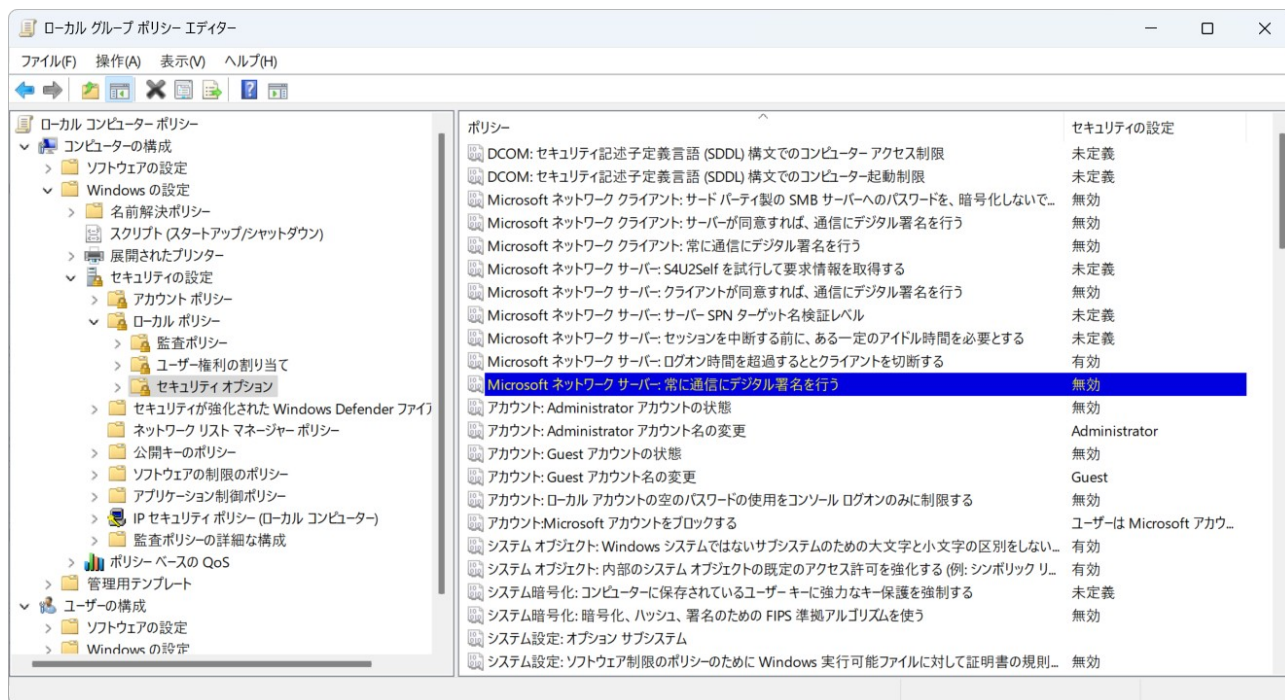 ローカル グループ ポリシー エディター
ファイル(F) 操作(A) 表示(V) ヘルプ(H)
ローカル コンピューター ポリシー
コンピューターの構成
ソフトウェアの設定
Windows の設定
名前解決ポリシー
スクリプト (スタートアップ/シャットダウン)
展開されたプリンター
セキュリティの設定
アカウント ポリシー
ローカル ポリシー
監査ポリシー
ユーザー権利の割り当て
セキュリティ オプション
セキュリティが強化された Windows Defender ファイア
ネットワーク リスト マネージャー ポリシー
公開キーのポリシー
ソフトウェアの制限のポリシー
アプリケーション制御ポリシー
IP セキュリティ ポリシー (ローカル コンピューター)
監査ポリシーの詳細な構成
ポリシー ベースの QoS
管理用テンプレート
ユーザーの構成
ソフトウェアの設定
Windows の設定
ポリシー セキュリティの設定
DCOM: セキュリティ記述子定義言語 (SDDL) 構文でのコンピューター アクセス制限 未定義
DCOM: セキュリティ記述子定義言語 (SDDL) 構文でのコンピューター起動制限 未定義
Microsoft ネットワーク クライアント: サード パーティ製の SMB サーバーへのパスワードを、暗号化しないで... 無効
Microsoft ネットワーク クライアント: サーバーが同意すれば、通信にデジタル署名を行う 無効
Microsoft ネットワーク クライアント: 常に通信にデジタル署名を行う 無効
Microsoft ネットワーク サーバー: S4U2Self を試行して要求情報を取得する 未定義
Microsoft ネットワーク サーバー: クライアントが同意すれば、通信にデジタル署名を行う 無効
Microsoft ネットワーク サーバー: サーバー SPN ターゲット名検証レベル 未定義
Microsoft ネットワーク サーバー: セッションを中断する前に、ある一定のアイドル時間を必要とする 未定義
Microsoft ネットワーク サーバー: ログオン時間を超過するととクライアントを切断する 有効
Microsoft ネットワーク サーバー: 常に通信にデジタル署名を行う 無効
アカウント: Administrator アカウントの状態 無効
アカウント: Administrator アカウント名の変更 Administrator
アカウント: Guest アカウントの状態 無効
アカウント: Guest アカウント名の変更 Guest
アカウント: ローカル アカウントの空のパスワードの使用をコンソール ログオンのみに制限する 無効
アカウント:Microsoft アカウントをブロックする ユーザーは Microsoft アカウ...
システム オブジェクト: Windows システムではないサブシステムのための大文字と小文字の区別をしない... 有効
システム オブジェクト: 内部のシステム オブジェクトの既定のアクセス許可を強化する (例: シンボリック リ... 有効
システム暗号化: コンピューターに保存されているユーザー キーに強力なキー保護を強制する 未定義
システム暗号化: 暗号化、ハッシュ、署名のための FIPS 準拠アルゴリズムを使う 無効
システム設定: オプション サブシステム
システム設定: ソフトウェア制限のポリシーのために Windows 実行可能ファイルに対して証明書の規則... 無効